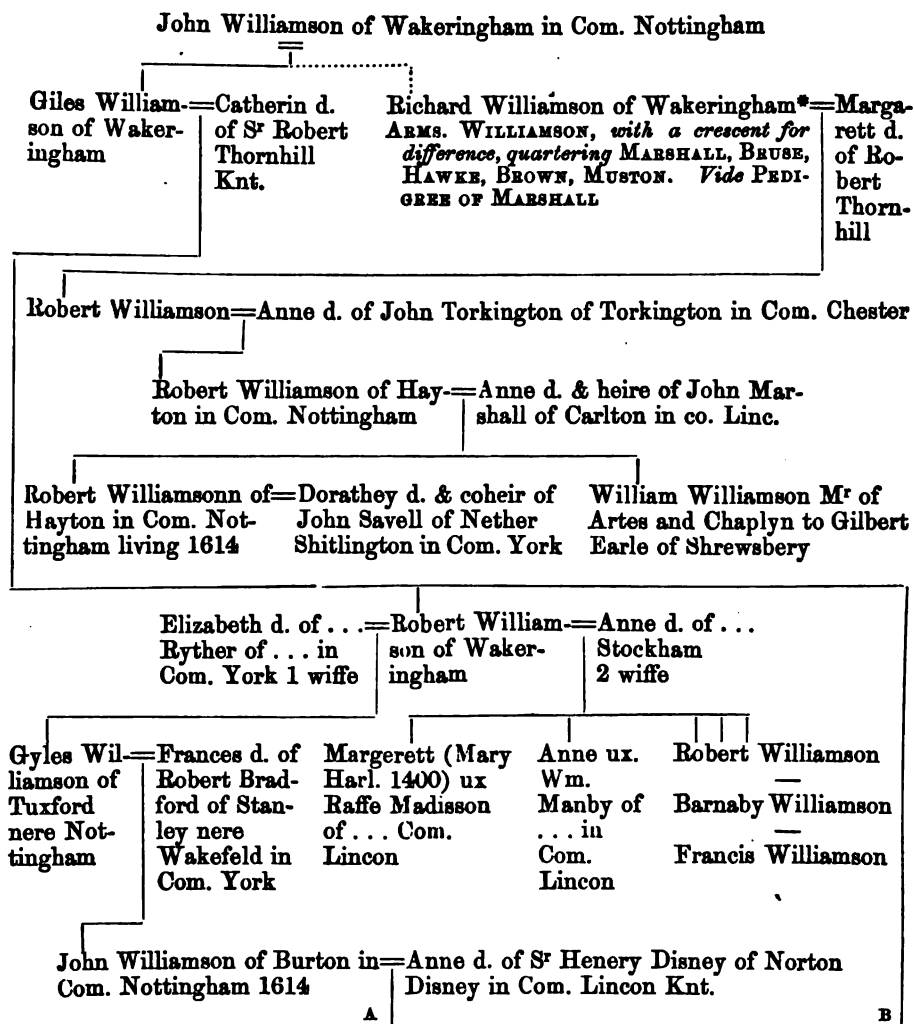 John Williamson of Wakeringham in Com. Nottingham
Giles William-=Catherin d.
son of Waker-
ingham
of Sr Robert
Thornhill
Knt.
Richard Williamson of Wakeringham*=Marga-
ARMS. WILLIAMSON, with a crescent for
difference, quartering MARSHALL, BRUSE,
HAWKE, BROWN, MUSTON. Vide PEDI-
GREE OF MARSHALL
rett d.
of Ro-
bert
Thorn-
hill
Robert Williamson=Anne d. of John Torkington of Torkington in Com. Chester
Robert Williamson of Hay-=Anne d. & heire of John Mar-
ton in Com. Nottingham
shall of Carlton in co. Linc.
Robert Williamsonn of=Dorathey d. & coheir of
Hayton in Com. Not-
tingham living 1614
John Savell of Nether
Shitlington in Com. York
William Williamson Mr of
Artes and Chaplyn to Gilbert
Earle of Shrewsbery
Elizabeth d. of . . .=Robert William-=Anne d. of . . .
Ryther of . . . in
Com. York 1 wiffe
son of Waker-
ingham
Stockham
2 wiffe
Gyles Wil-=Frances d. of
liamson of
Tuxford
nere Not-
tingham
Robert Brad-
ford of Stan-
ley nere
Wakefeld in
Com. York
Margerett (Mary
Harl. 1400) ux
Raffe Madisson
of . . . Com.
Lincon
Anne ux.
Wm.
Manby of
. . . in
Com.
Lincon
Robert Williamson
—
Barnaby Williamson
—
Francis Williamson
John Williamson of Burton in=Anne d. of Sr Henery Disney of Norton
Com. Nottingham 1614
Disney in Com. Lincon Knt.
A
B